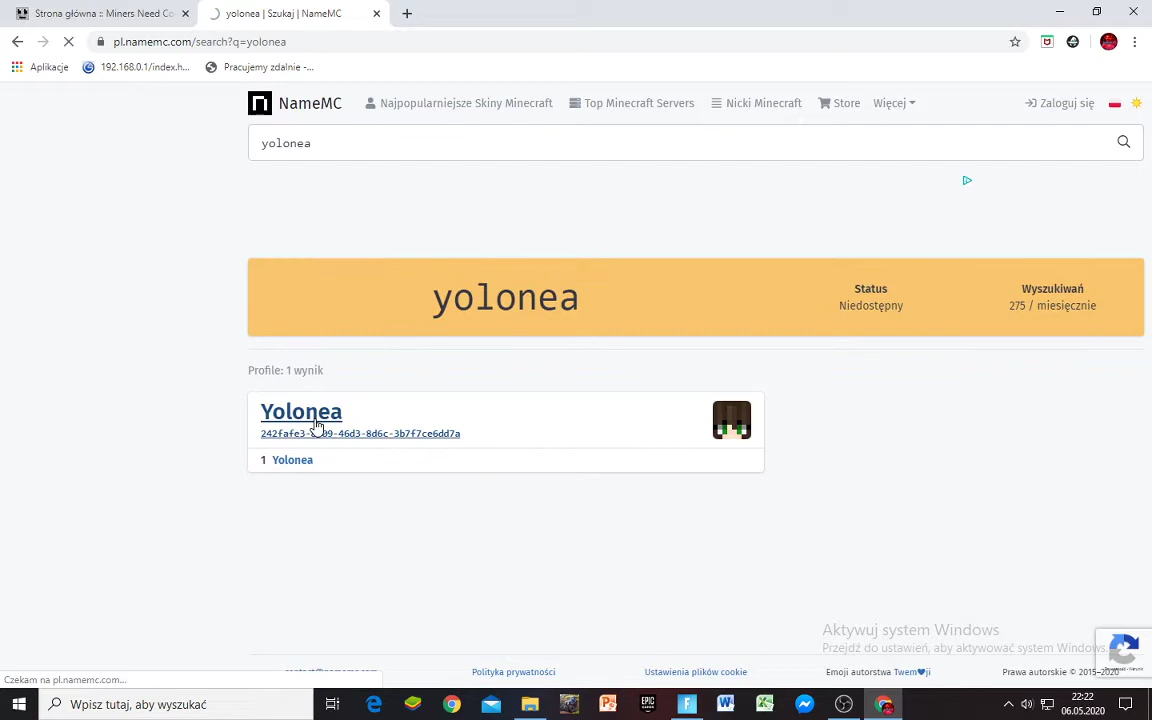 Strona główna :: Miners Need Co
yolonea | Szukaj | NameMC
pl.namemc.com/search?q=yolonea
Aplikacje
192.168.0.1/index.h...
Pracujemy zdalnie -...
NameMC
Najpopularniejsze Skiny Minecraft
Top Minecraft Servers
Nicki Minecraft
Store
Więcej
Zaloguj się
yolonea
yolonea
Status
Niedostępny
Wyszukiwań
275 / miesięcznie
Profile: 1 wynik
Yolonea
1 Yolonea
Aktywuj system Windows
Przejdź do ustawień, aby aktywować system Windows.
Polityka prywatności
Ustawienia plików cookie
Emoji autorstwa Twem ji
Prawa autorskie © 2015–2020
Czekam na pl.namemc.com...
Wpisz tutaj, aby wyszukać
22:22
06.05.2020